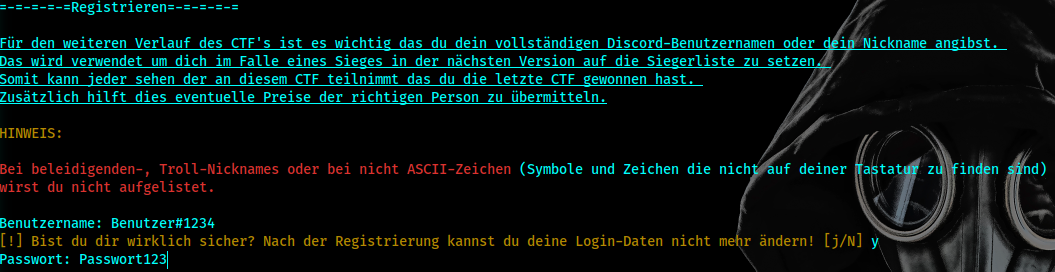 =-=-=-=-=Registrieren=-=-=-=-=
Für den weiteren Verlauf des CTF's ist es wichtig das du dein vollständigen Discord-Benutzernamen oder dein Nickname angibst.
Das wird verwendet um dich im Falle eines Sieges in der nächsten Version auf die Siegerliste zu setzen.
Somit kann jeder sehen der an diesem CTF teilnimmt das du die letzte CTF gewonnen hast.
Zusätzlich hilft dies eventuelle Preise der richtigen Person zu übermitteln.
HINWEIS:
Bei beleidigenden-, Troll-Nicknames oder bei nicht ASCII-Zeichen (Symbole und Zeichen die nicht auf deiner Tastatur zu finden sind)
wirst du nicht aufgelistet.
Benutzername: Benutzer#1234
[!] Bist du dir wirklich sicher? Nach der Registrierung kannst du deine Login-Daten nicht mehr ändern! [j/N] y
Passwort: Passwort123